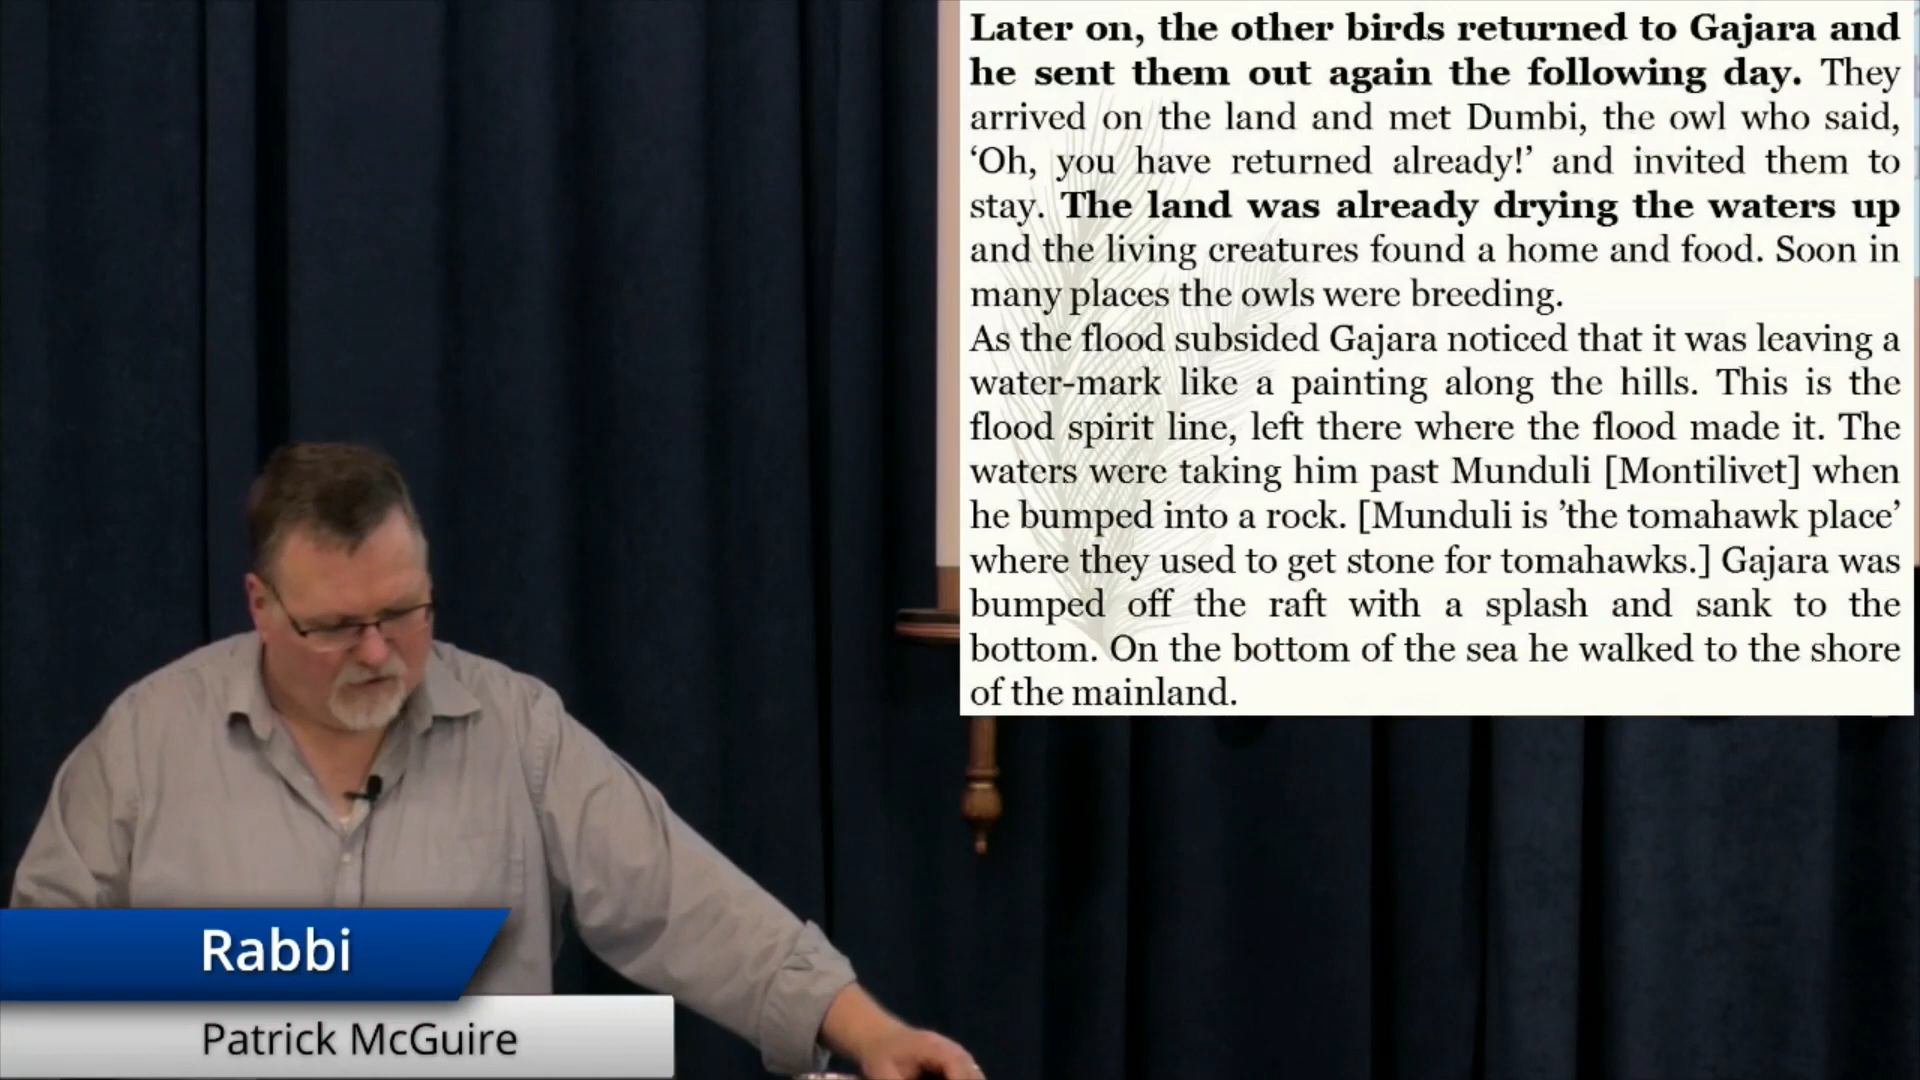 Later on, the other birds returned to Gajara and
he sent them out again the following day. They
arrived on the land and met Dumbi, the owl who said,
‘Oh, you have returned already!’ and invited them to
stay. The land was already drying the waters up
and the living creatures found a home and food. Soon in
many places the owls were breeding.
As the flood subsided Gajara noticed that it was leaving a
water-mark like a painting along the hills. This is the
flood spirit line, left there where the flood made it. The
waters were taking him past Munduli [Montilivet] when
he bumped into a rock. [Munduli is ’the tomahawk place’
where they used to get stone for tomahawks.] Gajara was
bumped off the raft with a splash and sank to the
bottom. On the bottom of the sea he walked to the shore
of the mainland.
Rabbi
Patrick McGuire